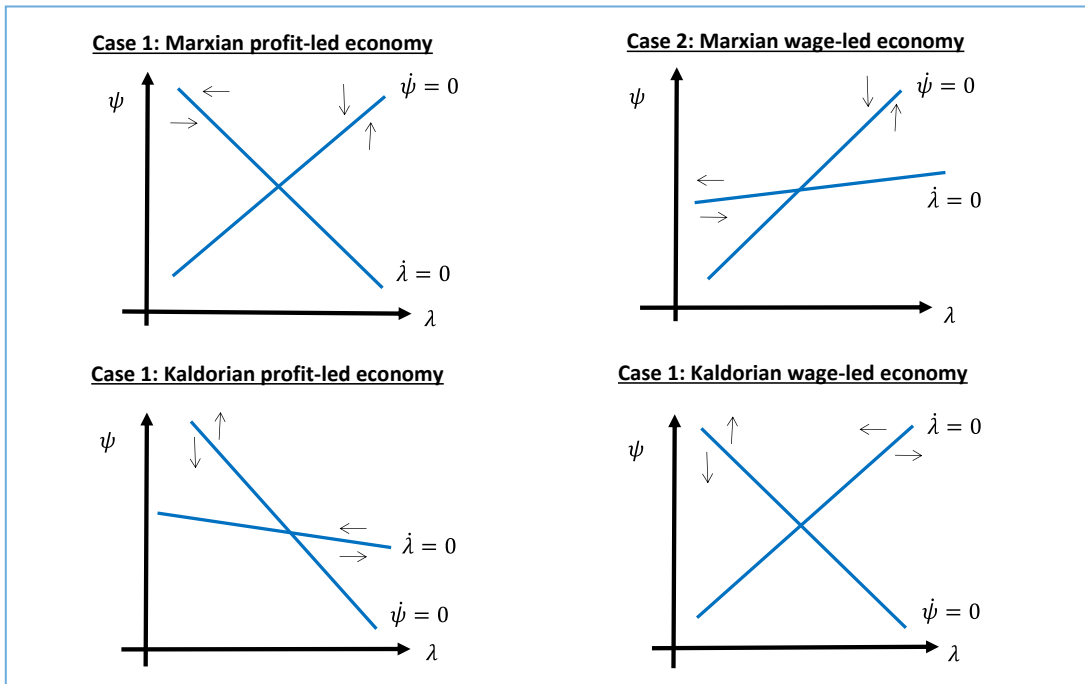 Case 1: Marxian profit-led economy
ψ
ψ̇ = 0
λ̇ = 0
λ
Case 2: Marxian wage-led economy
ψ
ψ̇ = 0
λ̇ = 0
λ
Case 1: Kaldorian profit-led economy
ψ
λ̇ = 0
ψ̇ = 0
λ
Case 1: Kaldorian wage-led economy
ψ
λ̇ = 0
ψ̇ = 0
λ